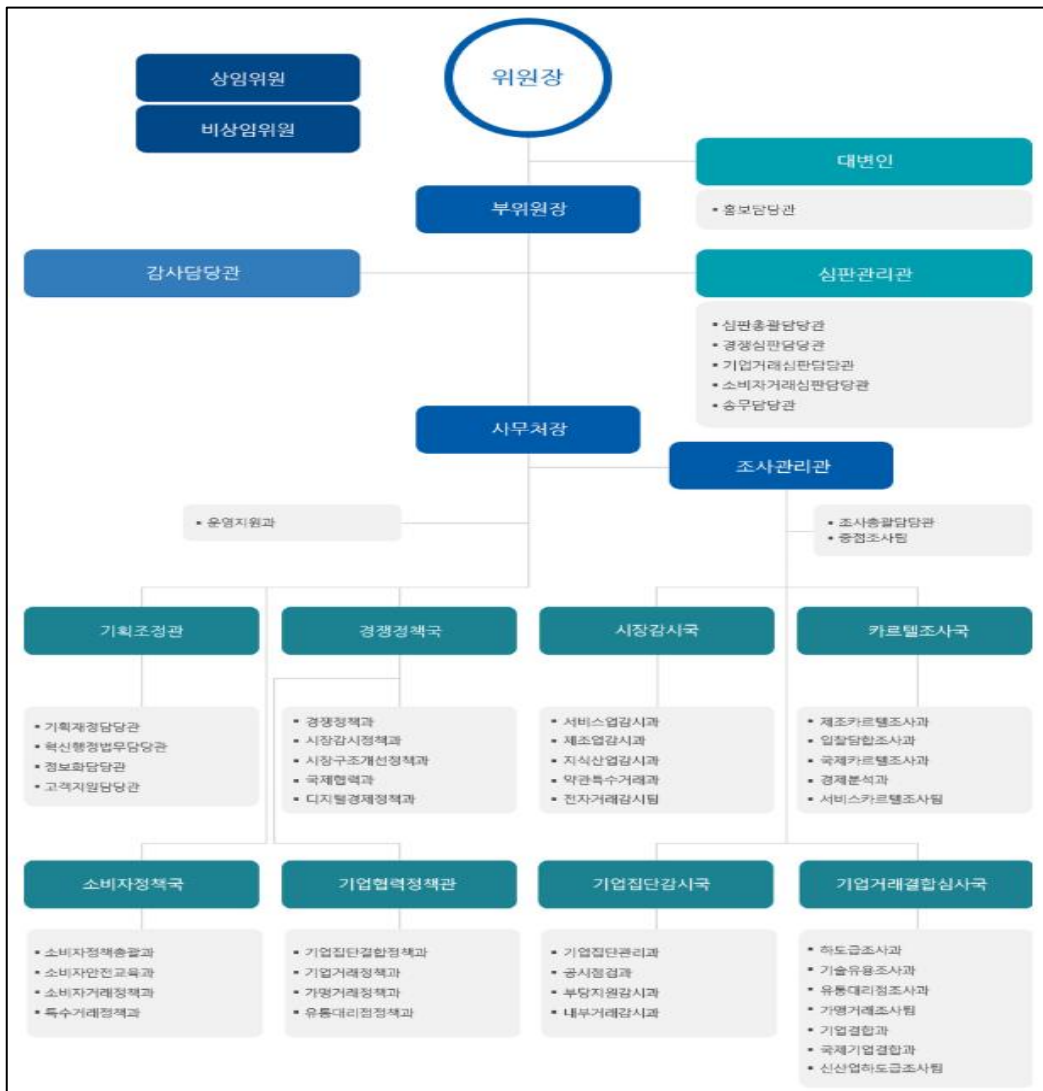 위원장
상임위원
비상임위원
대변인
▪ 홍보담당관
부위원장
감사담당관
심판관리관
▪ 심판총괄담당관
▪ 경쟁심판담당관
▪ 기업거래심판담당관
▪ 소비자거래심판담당관
▪ 송무담당관
사무처장
조사관리관
▪ 운영지원과
▪ 조사총괄담당관
▪ 중점조사팀
기획조정관
▪ 기획재정담당관
▪ 혁신행정법무담당관
▪ 정보화담당관
▪ 고객지원담당관
경쟁정책국
▪ 경쟁정책과
▪ 시장감시정책과
▪ 시장구조개선정책과
▪ 국제협력과
▪ 디지털경제정책과
시장감시국
▪ 서비스업감시과
▪ 제조업감시과
▪ 지식산업감시과
▪ 약관특수거래과
▪ 전자거래감시팀
카르텔조사국
▪ 제조카르텔조사과
▪ 입찰담합조사과
▪ 국제카르텔조사과
▪ 경제분석과
▪ 서비스카르텔조사팀
소비자정책국
▪ 소비자정책총괄과
▪ 소비자안전교육과
▪ 소비자거래정책과
▪ 특수거래정책과
기업협력정책관
▪ 기업집단결합정책과
▪ 기업거래정책과
▪ 가맹거래정책과
▪ 유통대리점정책과
기업집단감시국
▪ 기업집단관리과
▪ 공시점검과
▪ 부당지원감시과
▪ 내부거래감시과
기업거래결합심사국
▪ 하도급조사과
▪ 기술유용조사과
▪ 유통대리점조사과
▪ 가맹거래조사팀
▪ 기업결합과
▪ 국제기업결합과
▪ 신산업하도급조사팀